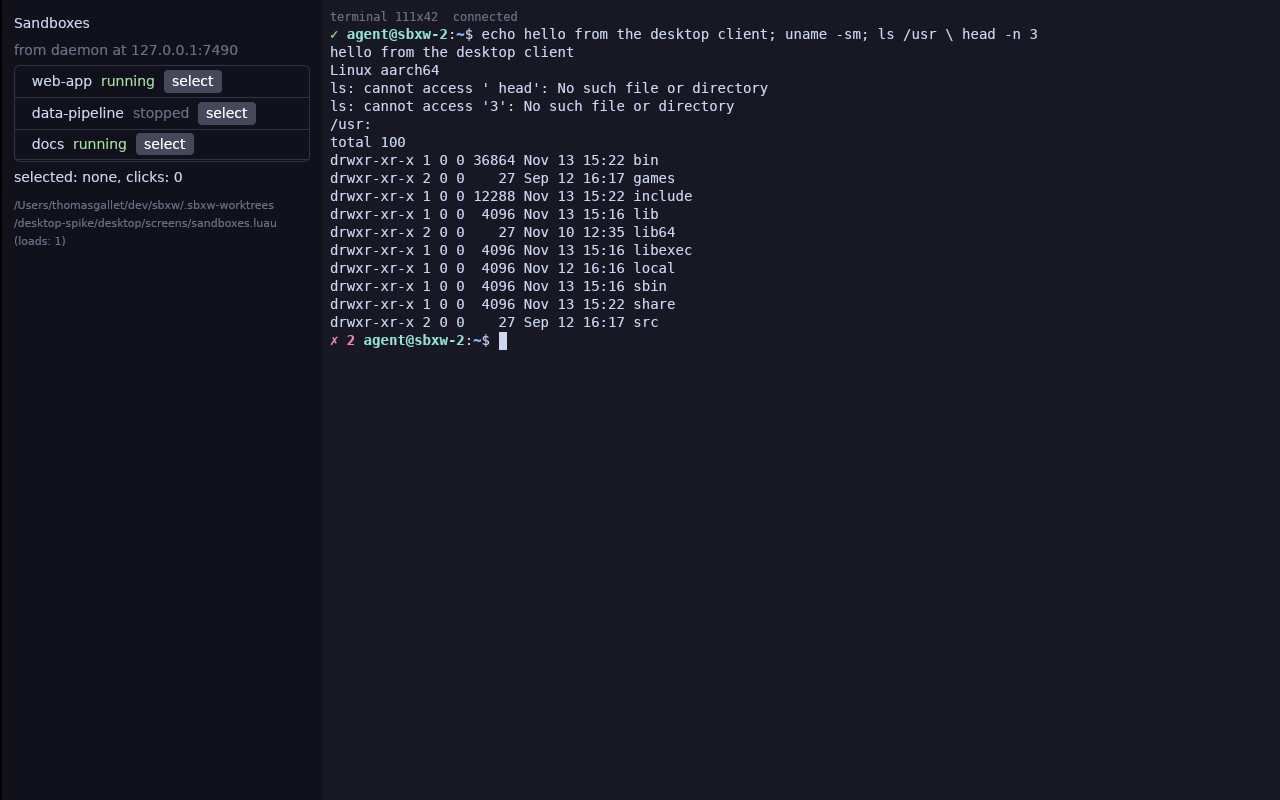 Sandboxes
from daemon at 127.0.0.1:7490
web-app running select
data-pipeline stopped select
docs running select
selected: none, clicks: 0
/Users/thomasgallet/dev/sbxw/.sbxw-worktrees
/desktop-spike/desktop/screens/sandboxes.luau
(loads: 1)
terminal 111x42  connected
✓ agent@sbxw-2:~$ echo hello from the desktop client; uname -sm; ls /usr \ head -n 3
hello from the desktop client
Linux aarch64
ls: cannot access ' head': No such file or directory
ls: cannot access '3': No such file or directory
/usr:
total 100
drwxr-xr-x 1 0 0 36864 Nov 13 15:22 bin
drwxr-xr-x 2 0 0    27 Sep 12 16:17 games
drwxr-xr-x 1 0 0 12288 Nov 13 15:22 include
drwxr-xr-x 1 0 0  4096 Nov 13 15:16 lib
drwxr-xr-x 2 0 0    27 Nov 10 12:35 lib64
drwxr-xr-x 1 0 0  4096 Nov 13 15:16 libexec
drwxr-xr-x 1 0 0  4096 Nov 12 16:16 local
drwxr-xr-x 1 0 0  4096 Nov 13 15:16 sbin
drwxr-xr-x 1 0 0  4096 Nov 13 15:22 share
drwxr-xr-x 2 0 0    27 Sep 12 16:17 src
✗ 2 agent@sbxw-2:~$